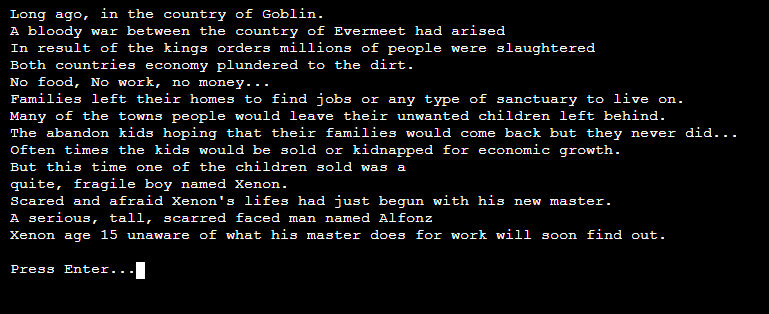 Long ago, in the country of Goblin.
A bloody war between the country of Evermeet had arised
In result of the kings orders millions of people were slaughtered
Both countries economy plundered to the dirt.
No food, No work, no money...
Families left their homes to find jobs or any type of sanctuary to live on.
Many of the towns people would leave their unwanted children left behind.
The abandon kids hoping that their families would come back but they never did...
Often times the kids would be sold or kidnapped for economic growth.
But this time one of the children sold was a
quite, fragile boy named Xenon.
Scared and afraid Xenon's lifes had just begun with his new master.
A serious, tall, scarred faced man named Alfonz
Xenon age 15 unaware of what his master does for work will soon find out.
Press Enter...